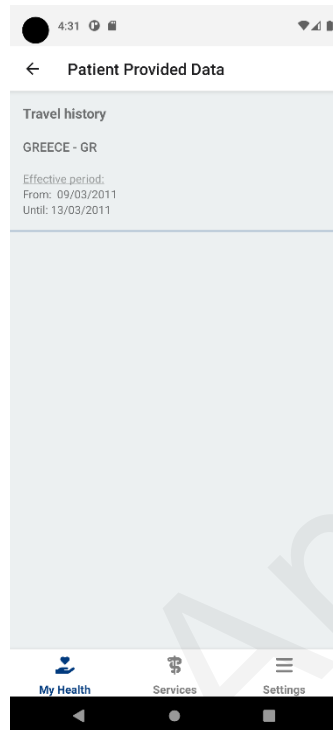 4:31
Patient Provided Data
Travel history
GREECE - GR
Effective period:
From: 09/03/2011
Until: 13/03/2011
My Health
Services
Settings